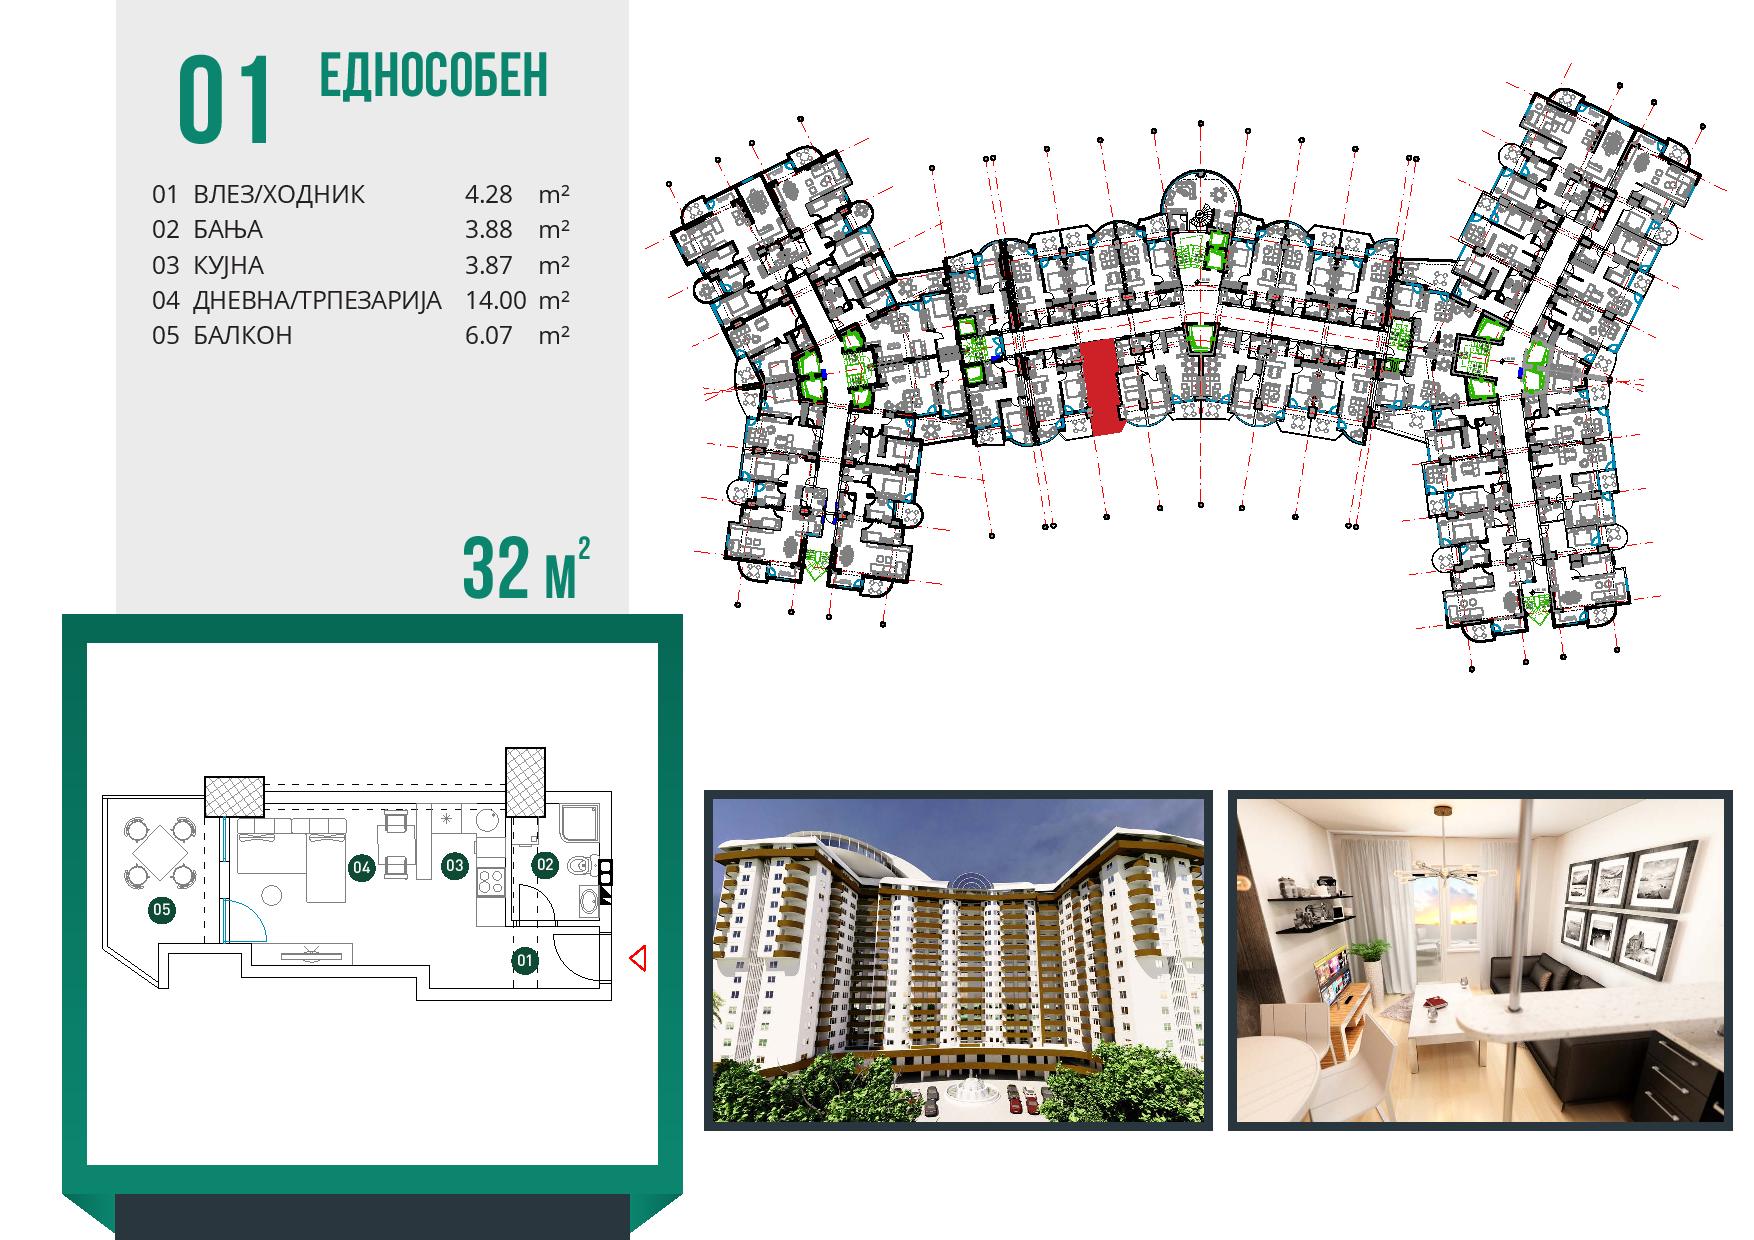 01 ЕДНОСОБЕН
01 ВЛЕЗ/ХОДНИК 4.28 m²
02 БАЊА 3.88 m²
03 КУЈНА 3.87 m²
04 ДНЕВНА/ТРПЕЗАРИЈА 14.00 m²
05 БАЛКОН 6.07 m²
32 м²
04
03
02
05
01